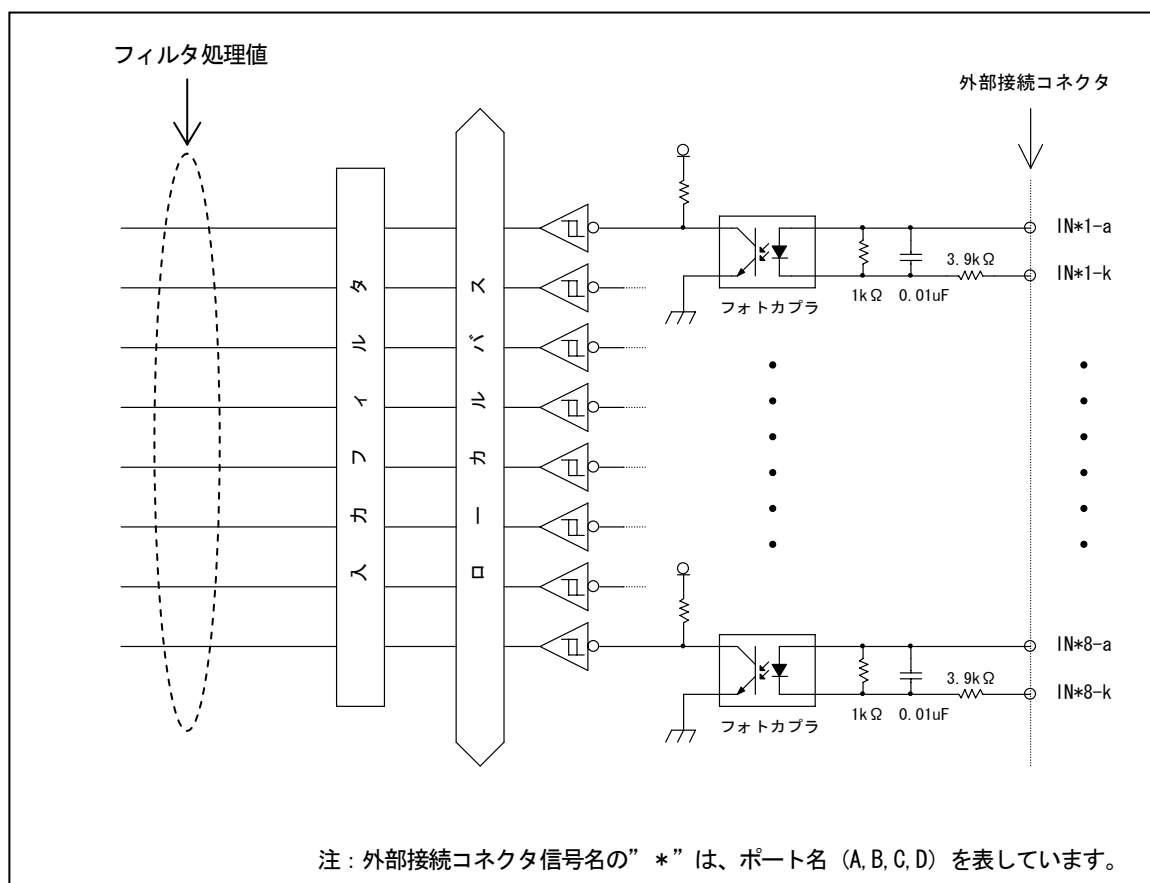 フィルタ処理値
外部接続コネクタ
IN*1-a
3.9kΩ
IN*1-k
1kΩ 0.01uF
フォトカプラ
入力フィルタ
ローカルバス
IN*8-a
3.9kΩ
IN*8-k
1kΩ 0.01uF
フォトカプラ
注：外部接続コネクタ信号名の”*”は、ポート名（A,B,C,D）を表しています。